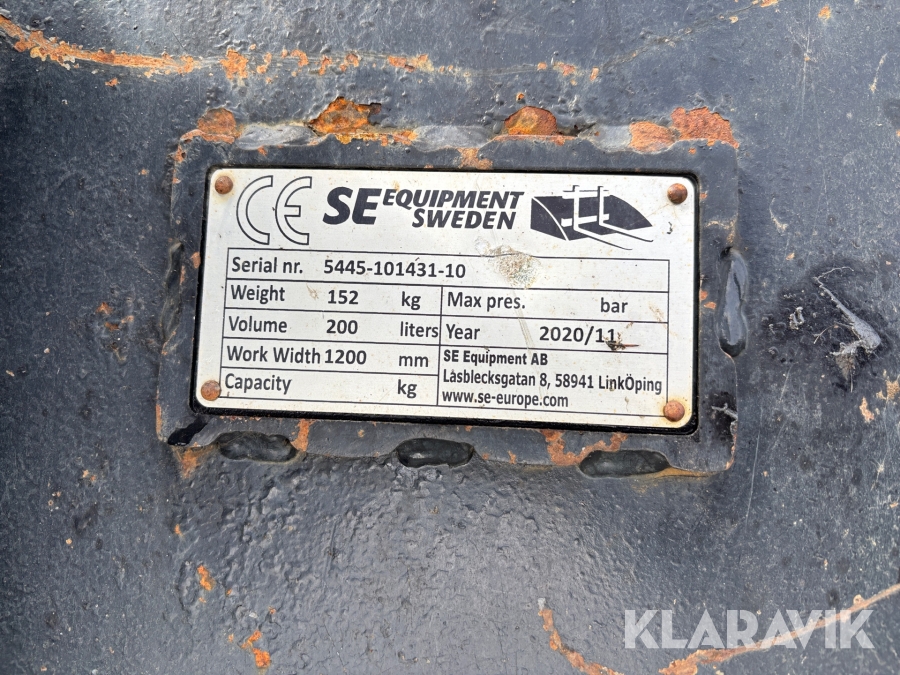 CE SE EQUIPMENT
SWEDEN
Serial nr. 5445-101431-10
Weight 152 kg Max pres. bar
Volume 200 liters Year 2020/11
Work Width 1200 mm SE Equipment AB
Capacity kg Låsblecksgatan 8, 58941 LinkÖping
www.se-europe.com
KLARAVIK